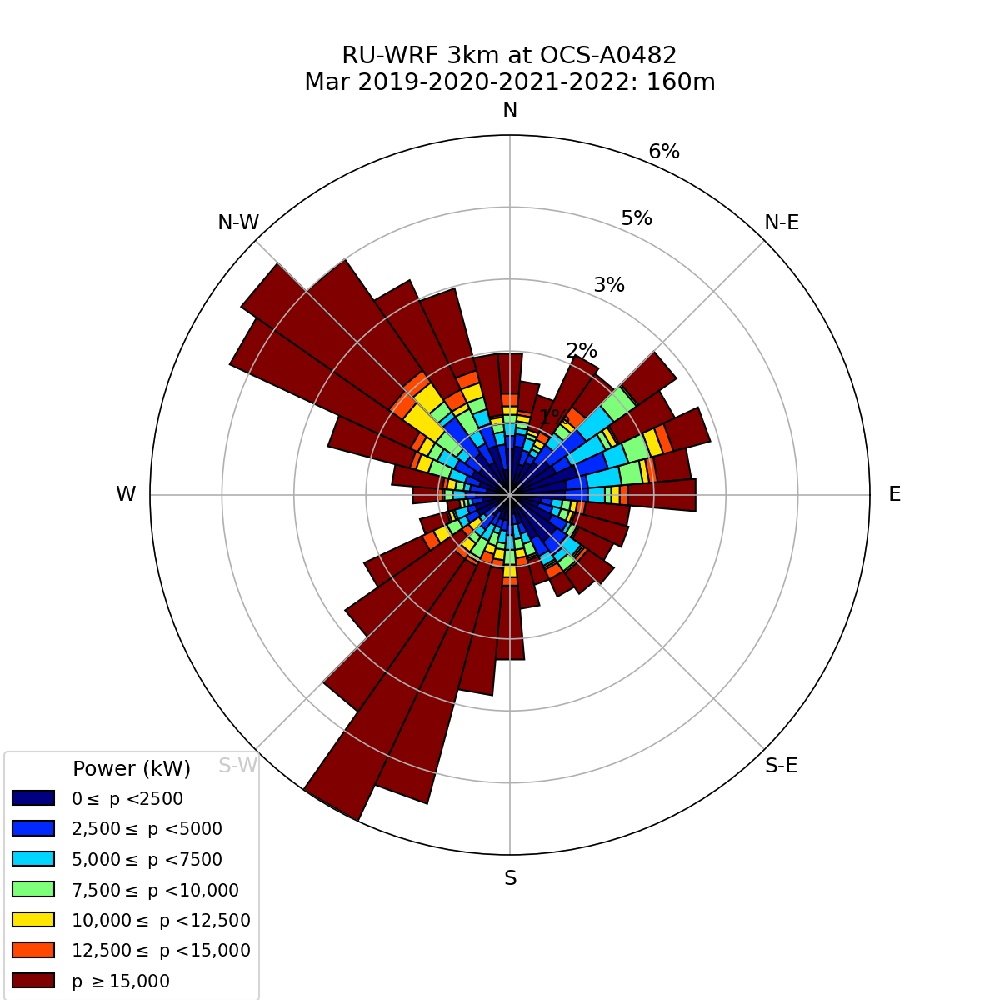 RU-WRF 3km at OCS-A0482
Mar 2019-2020-2021-2022: 160m
N
6%
N-W
5%
N-E
3%
2%
1%
W
E
S-W
S-E
S
Power (kW)
0≤ p <2500
2,500≤ p <5000
5,000≤ p <7500
7,500≤ p <10,000
10,000≤ p <12,500
12,500≤ p <15,000
p ≥15,000